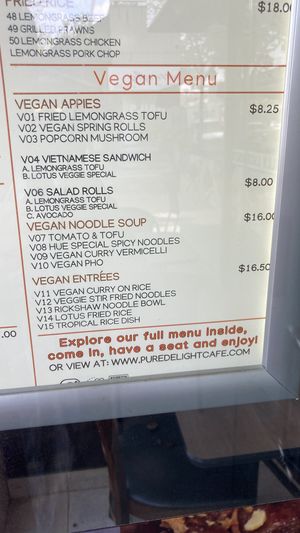 FRIED RICE
$18.00
48 LEMONGRASS BEEF
49 GRILLED PRAWNS
50 LEMONGRASS CHICKEN
LEMONGRASS PORK CHOP
Vegan Menu
VEGAN APPIES $8.25
V01 FRIED LEMONGRASS TOFU
V02 VEGAN SPRING ROLLS
V03 POPCORN MUSHROOM
V04 VIETNAMESE SANDWICH
A. LEMONGRASS TOFU
B. LOTUS VEGGIE SPECIAL
V06 SALAD ROLLS $8.00
A. LEMONGRASS TOFU
B. LOTUS VEGGIE SPECIAL
C. AVOCADO
VEGAN NOODLE SOUP $16.00
V07 TOMATO & TOFU
V08 HUE SPECIAL SPICY NOODLES
V09 VEGAN CURRY VERMICELLI
V10 VEGAN PHO
VEGAN ENTRÉES $16.50
V11 VEGAN CURRY ON RICE
V12 VEGGIE STIR FRIED NOODLES
V13 RICKSHAW NOODLE BOWL
V14 LOTUS FRIED RICE
V15 TROPICAL RICE DISH
.00
Explore our full menu inside,
come in, have a seat and enjoy!
OR VIEW AT: WWW.PUREDELIGHTCAFE.COM